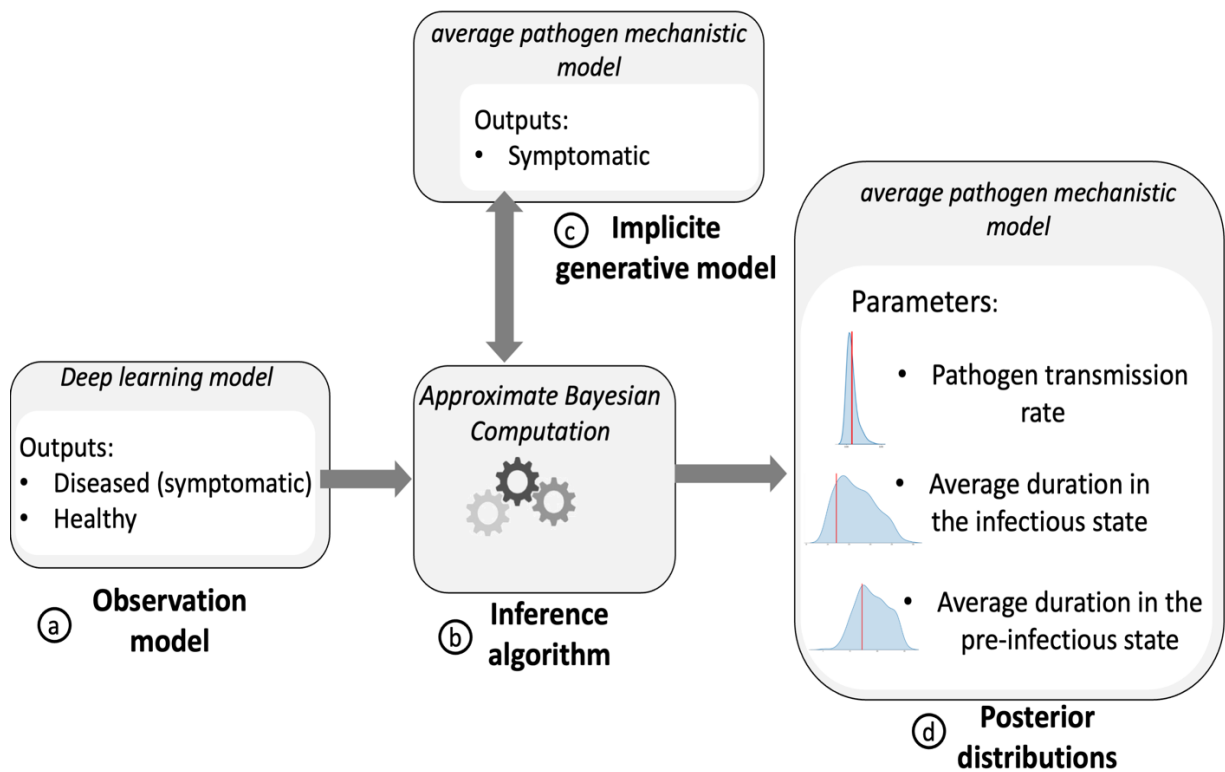 average pathogen mechanistic
model
Outputs:
• Symptomatic
ⓒ Implicite
generative model
Deep learning model
Outputs:
• Diseased (symptomatic)
• Healthy
ⓐ Observation
model
Approximate Bayesian
Computation
ⓑ Inference
algorithm
average pathogen mechanistic
model
Parameters:
• Pathogen transmission
rate
• Average duration in
the infectious state
• Average duration in the
pre-infectious state
ⓓ Posterior
distributions